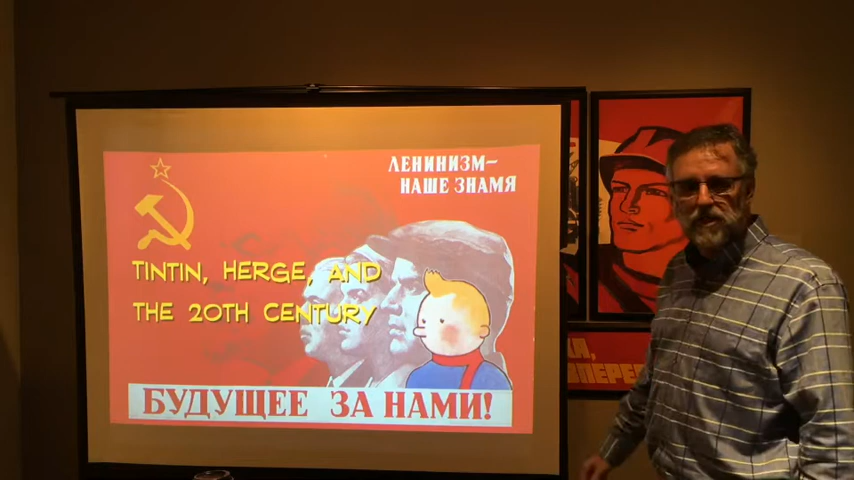 ЛЕНИНИЗМ–
НАШЕ ЗНАМЯ
TINTIN, HERGE, AND
THE 20TH CENTURY
БУДУЩЕЕ ЗА НАМИ!